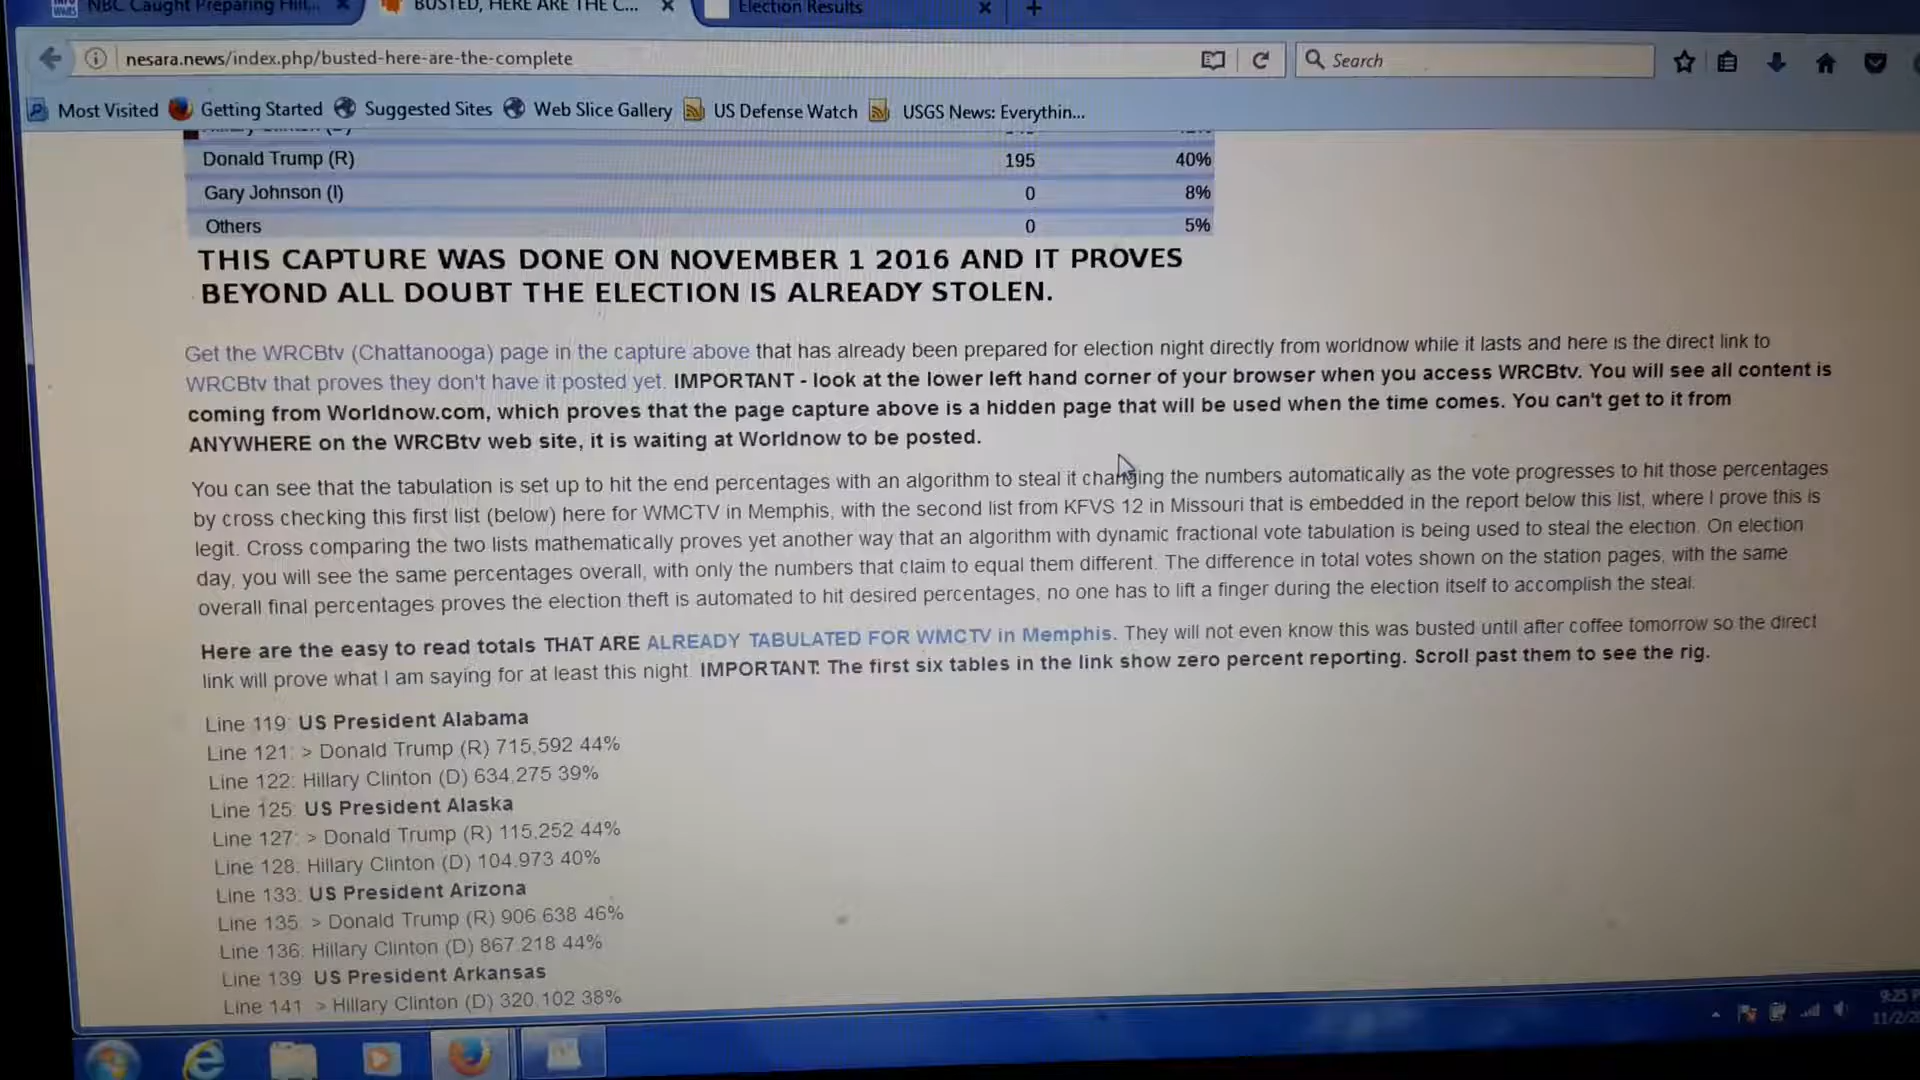 NBC Caught Preparing Hill...
BUSTED, HERE ARE THE C...
Election Results
nesara.news/index.php/busted-here-are-the-complete
Search
Most Visited
Getting Started
Suggested Sites
Web Slice Gallery
US Defense Watch
USGS News: Everythin...
Donald Trump (R) 195 40%
Gary Johnson (I) 0 8%
Others 0 5%
THIS CAPTURE WAS DONE ON NOVEMBER 1 2016 AND IT PROVES
BEYOND ALL DOUBT THE ELECTION IS ALREADY STOLEN.
Get the WRCBtv (Chattanooga) page in the capture above that has already been prepared for election night directly from worldnow while it lasts and here is the direct link to
WRCBtv that proves they don't have it posted yet. IMPORTANT - look at the lower left hand corner of your browser when you access WRCBtv. You will see all content is
coming from Worldnow.com, which proves that the page capture above is a hidden page that will be used when the time comes. You can't get to it from
ANYWHERE on the WRCBtv web site, it is waiting at Worldnow to be posted.
You can see that the tabulation is set up to hit the end percentages with an algorithm to steal it changing the numbers automatically as the vote progresses to hit those percentages
by cross checking this first list (below) here for WMCTV in Memphis, with the second list from KFVS 12 in Missouri that is embedded in the report below this list, where I prove this is
legit. Cross comparing the two lists mathematically proves yet another way that an algorithm with dynamic fractional vote tabulation is being used to steal the election. On election
day, you will see the same percentages overall, with only the numbers that claim to equal them different. The difference in total votes shown on the station pages, with the same
overall final percentages proves the election theft is automated to hit desired percentages, no one has to lift a finger during the election itself to accomplish the steal.
Here are the easy to read totals THAT ARE ALREADY TABULATED FOR WMCTV in Memphis. They will not even know this was busted until after coffee tomorrow so the direct
link will prove what I am saying for at least this night. IMPORTANT: The first six tables in the link show zero percent reporting. Scroll past them to see the rig.
Line 119: US President Alabama
Line 121: > Donald Trump (R) 715,592 44%
Line 122: Hillary Clinton (D) 634,275 39%
Line 125: US President Alaska
Line 127: > Donald Trump (R) 115,252 44%
Line 128: Hillary Clinton (D) 104,973 40%
Line 133: US President Arizona
Line 135: > Donald Trump (R) 906,638 46%
Line 136: Hillary Clinton (D) 867,218 44%
Line 139: US President Arkansas
Line 141: > Hillary Clinton (D) 320,102 38%
9:25